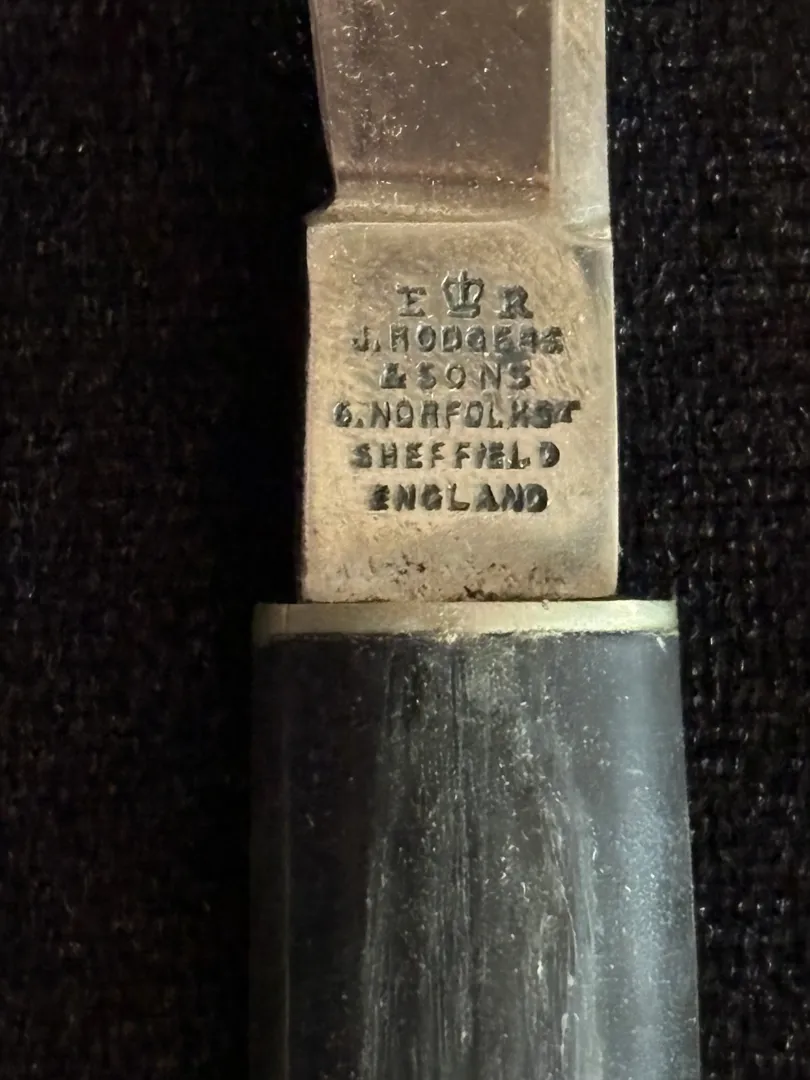 E R
J. RODGERS
& SONS
6. NORFOLK ST
SHEFFIELD
ENGLAND